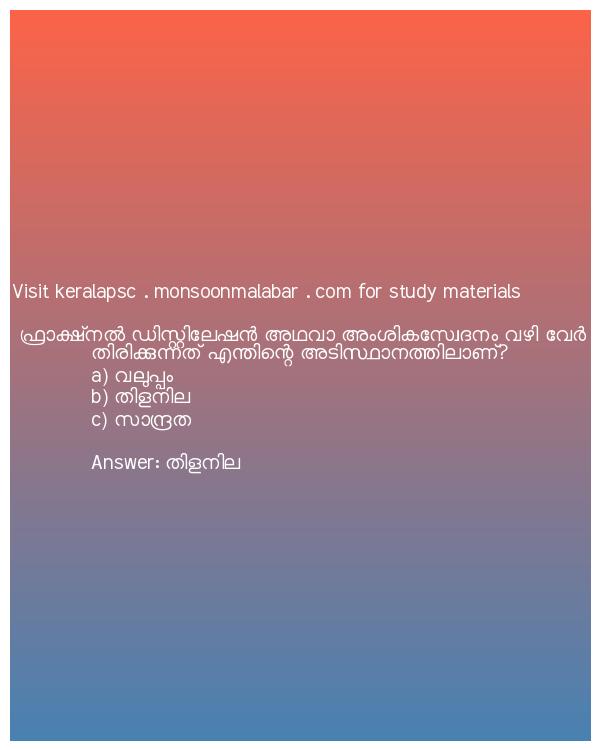 Visit keralapsc . monsoonmalabar . com for study materials
ഫ്രാക്ഷ്നൽ ഡിസ്റ്റിലേഷൻ അഥവാ അംശികസ്വേദനം വഴി വേർ
തിരിക്കുന്നത് എന്തിന്റെ അടിസ്ഥാനത്തിലാണ്?
a) വലുപ്പം
b) തിളനില
c) സാന്ദ്രത
Answer: തിളനില